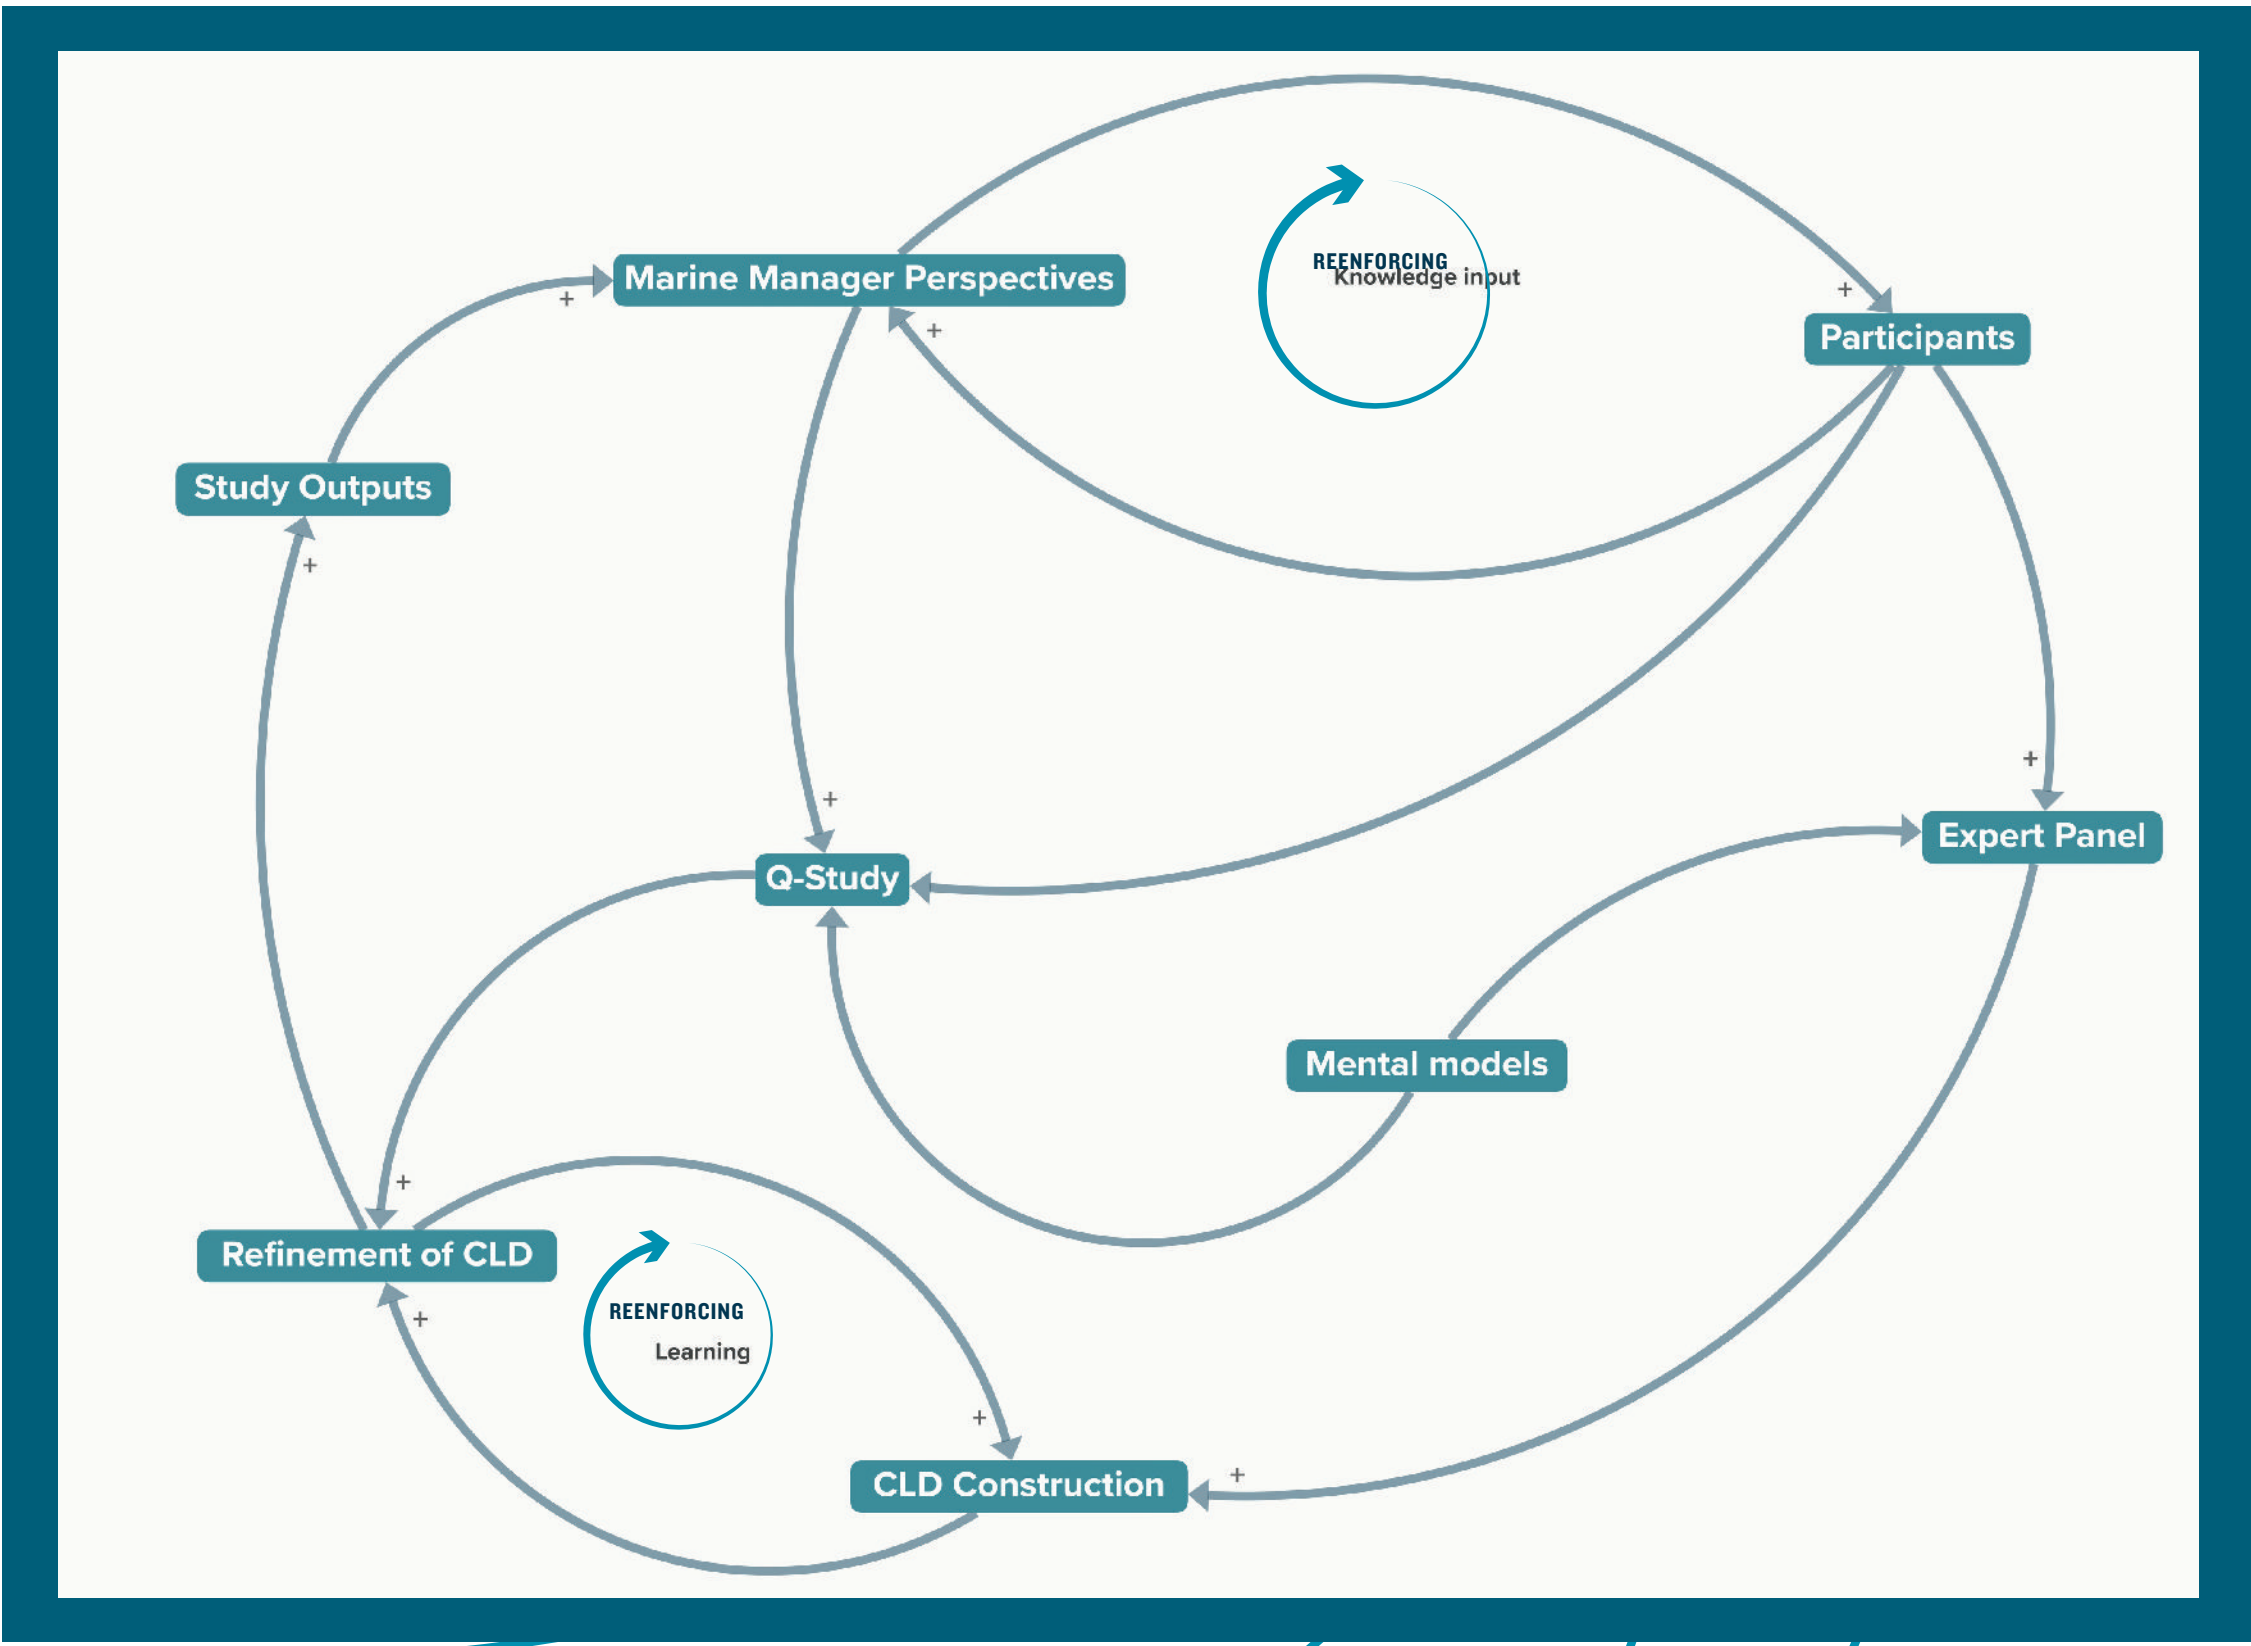 Marine Manager Perspectives
REENFORCING
Knowledge input
+
+
+
Participants
+
Study Outputs
+
+
+
Expert Panel
Q-Study
Mental models
+
Refinement of CLD
REENFORCING
+
Learning
+
+
CLD Construction